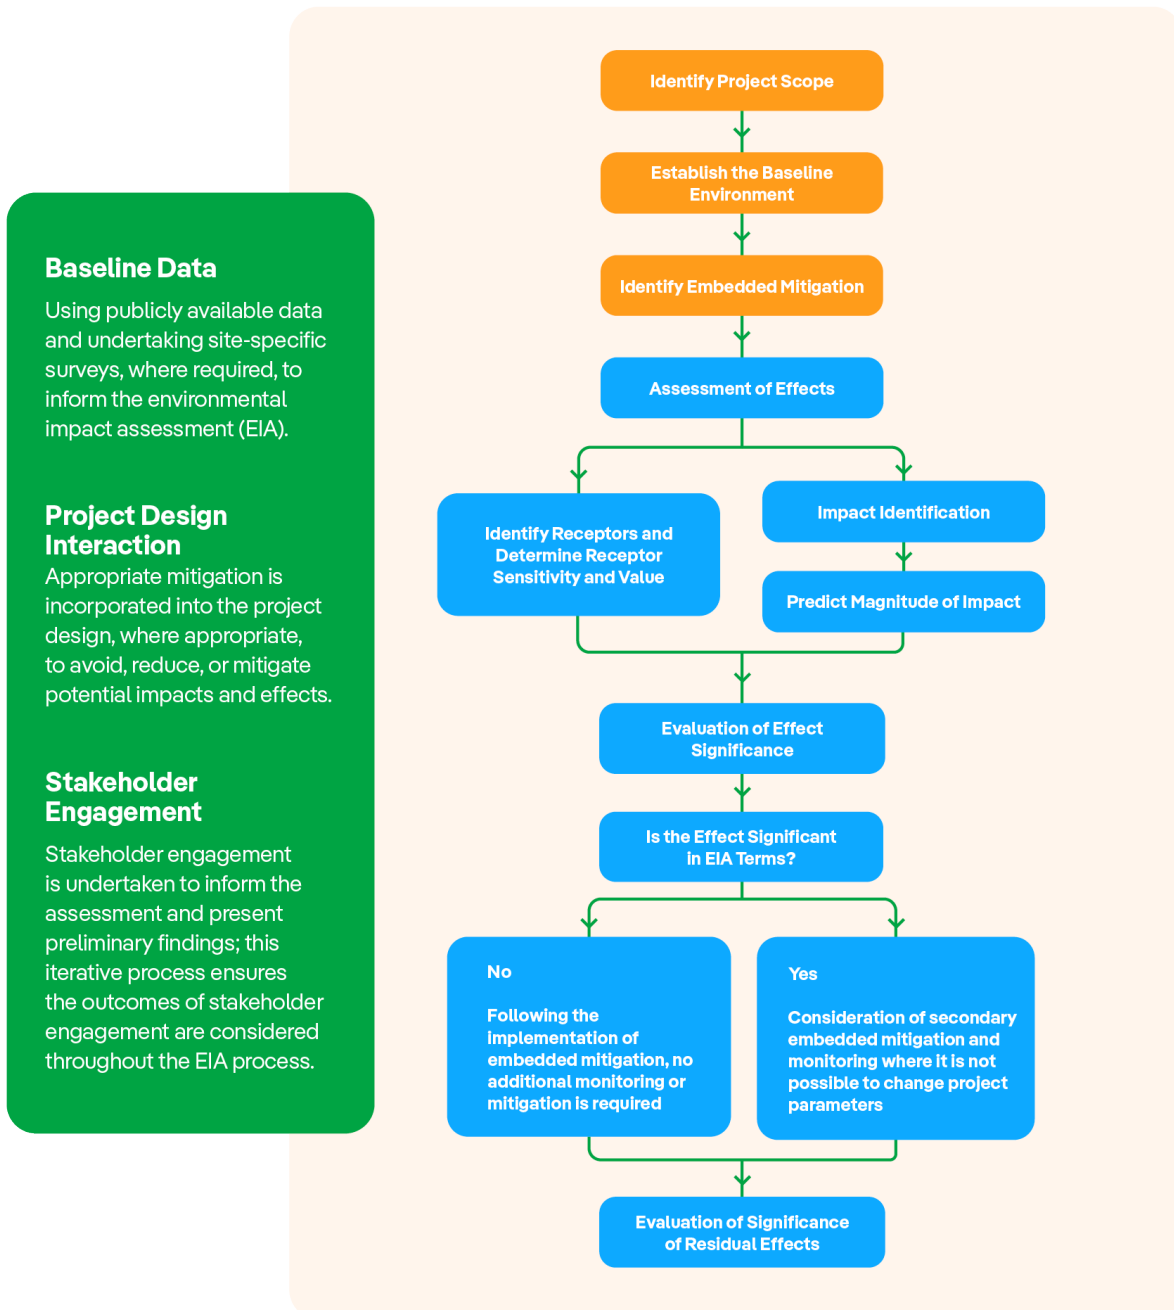 Identify Project Scope
Establish the Baseline
Environment
Identify Embedded Mitigation
Assessment of Effects
Identify Receptors and
Determine Receptor
Sensitivity and Value
Impact Identification
Predict Magnitude of Impact
Evaluation of Effect
Significance
Is the Effect Significant
in EIA Terms?
No
Following the
implementation of
embedded mitigation, no
additional monitoring or
mitigation is required
Yes
Consideration of secondary
embedded mitigation and
monitoring where it is not
possible to change project
parameters
Evaluation of Significance
of Residual Effects
Baseline Data
Using publicly available data
and undertaking site-specific
surveys, where required, to
inform the environmental
impact assessment (EIA).
Project Design
Interaction
Appropriate mitigation is
incorporated into the project
design, where appropriate,
to avoid, reduce, or mitigate
potential impacts and effects.
Stakeholder
Engagement
Stakeholder engagement
is undertaken to inform the
assessment and present
preliminary findings; this
iterative process ensures
the outcomes of stakeholder
engagement are considered
throughout the EIA process.